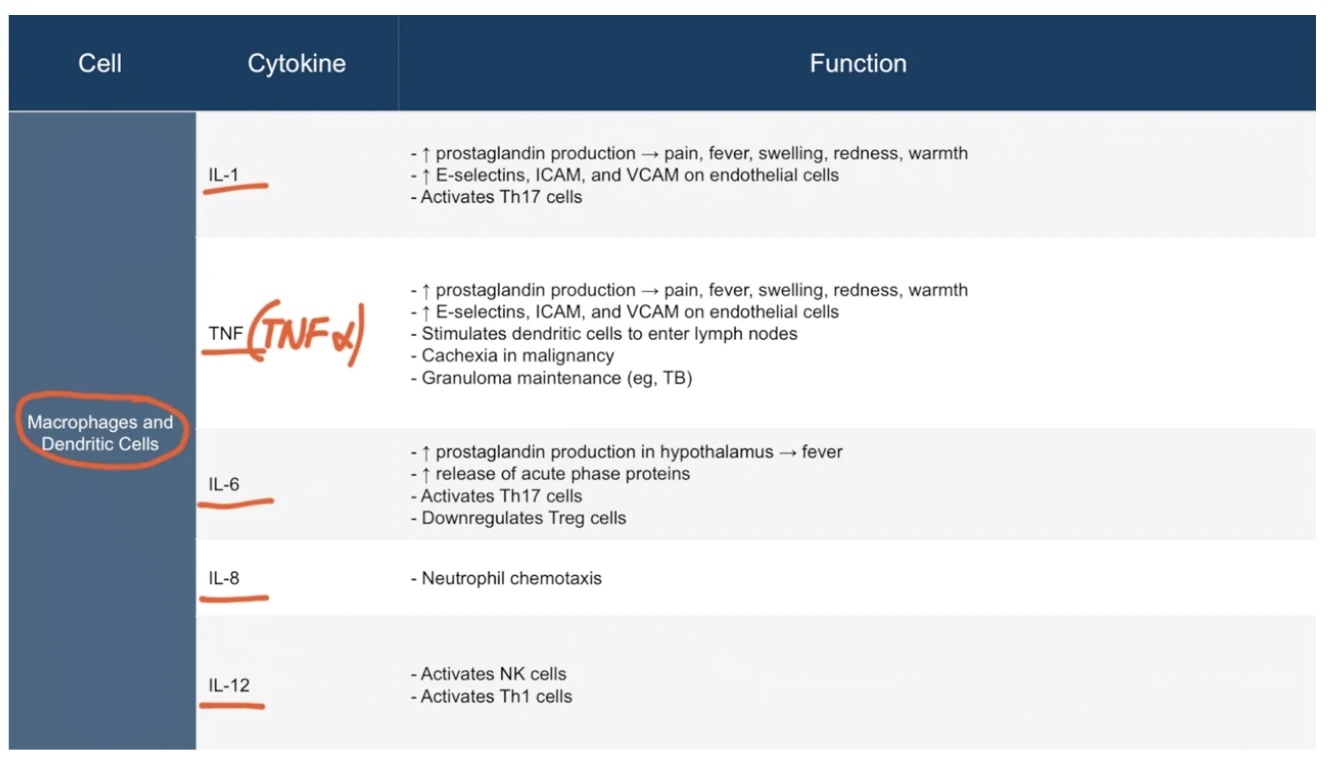 Cell Cytokine Function
IL-1
- ↑ prostaglandin production → pain, fever, swelling, redness, warmth
- ↑ E-selectins, ICAM, and VCAM on endothelial cells
- Activates Th17 cells
TNF (TNF α)
- ↑ prostaglandin production → pain, fever, swelling, redness, warmth
- ↑ E-selectins, ICAM, and VCAM on endothelial cells
- Stimulates dendritic cells to enter lymph nodes
- Cachexia in malignancy
- Granuloma maintenance (eg, TB)
Macrophages and
Dendritic Cells
IL-6
- ↑ prostaglandin production in hypothalamus → fever
- ↑ release of acute phase proteins
- Activates Th17 cells
- Downregulates Treg cells
IL-8
- Neutrophil chemotaxis
IL-12
- Activates NK cells
- Activates Th1 cells